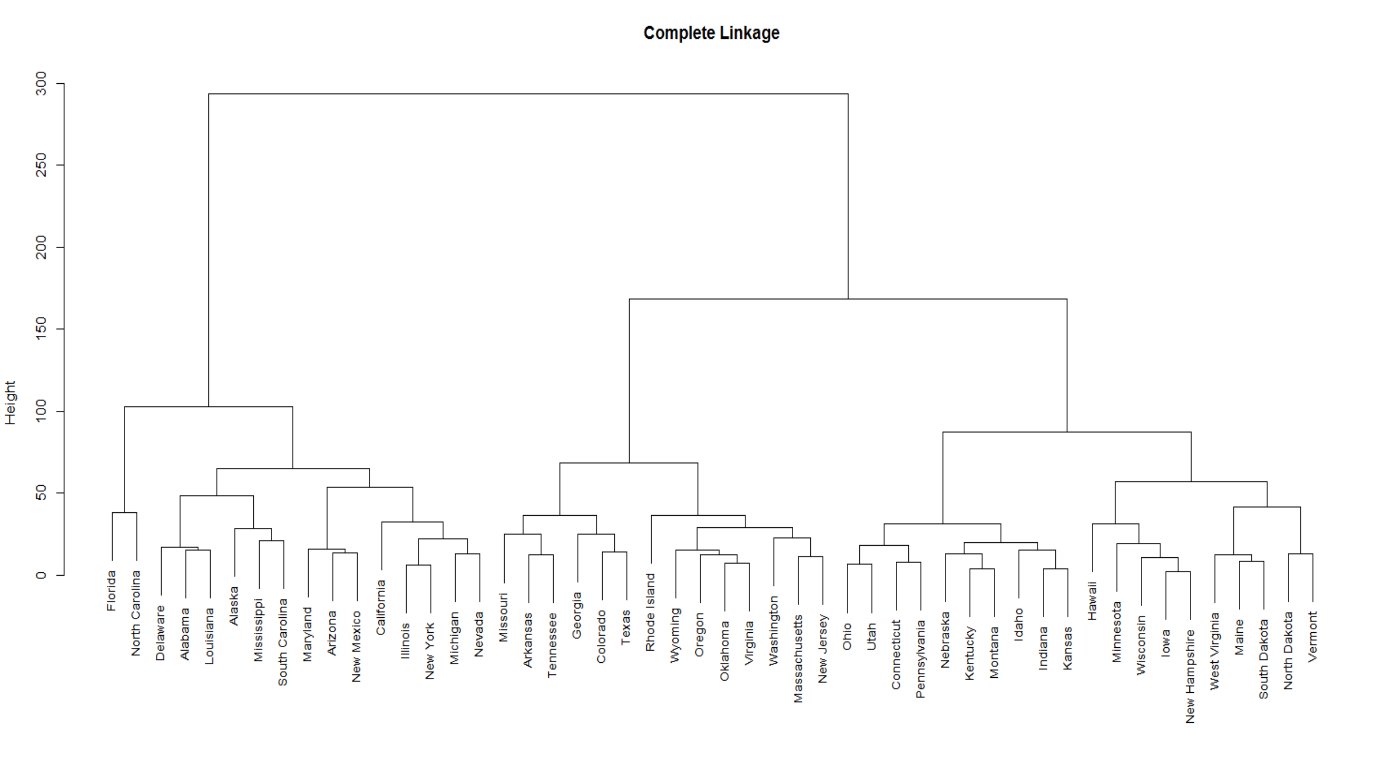 Complete Linkage
Height
300
250
200
150
100
50
0
Florida
North Carolina
Delaware
Alabama
Louisiana
Alaska
Mississippi
South Carolina
Maryland
Arizona
New Mexico
California
Illinois
New York
Michigan
Nevada
Missouri
Arkansas
Tennessee
Georgia
Colorado
Texas
Rhode Island
Wyoming
Oregon
Oklahoma
Virginia
Washington
Massachusetts
New Jersey
Ohio
Utah
Connecticut
Pennsylvania
Nebraska
Kentucky
Montana
Idaho
Indiana
Kansas
Hawaii
Minnesota
Wisconsin
Iowa
New Hampshire
West Virginia
Maine
South Dakota
North Dakota
Vermont